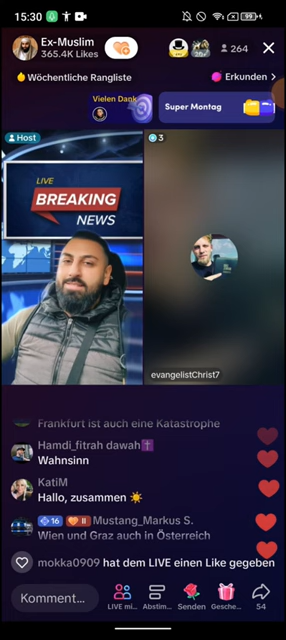 15:30
99+
Ex-Muslim
365.4K Likes
264
Wöchentliche Rangliste
Erkunden >
Vielen Dank
Super Montag
Host
3
LIVE
BREAKING
NEWS
evangelistChrist7
Frankfurt ist auch eine Katastrophe
Hamdi_fitrah dawah
Wahnsinn
KatiM
Hallo, zusammen ☀️
16 II Mustang_Markus S.
Wien und Graz auch in Österreich
mokka0909 hat dem LIVE einen Like gegeben
Komment...
LIVE mi...
Abstim...
Senden
Gesche...
54